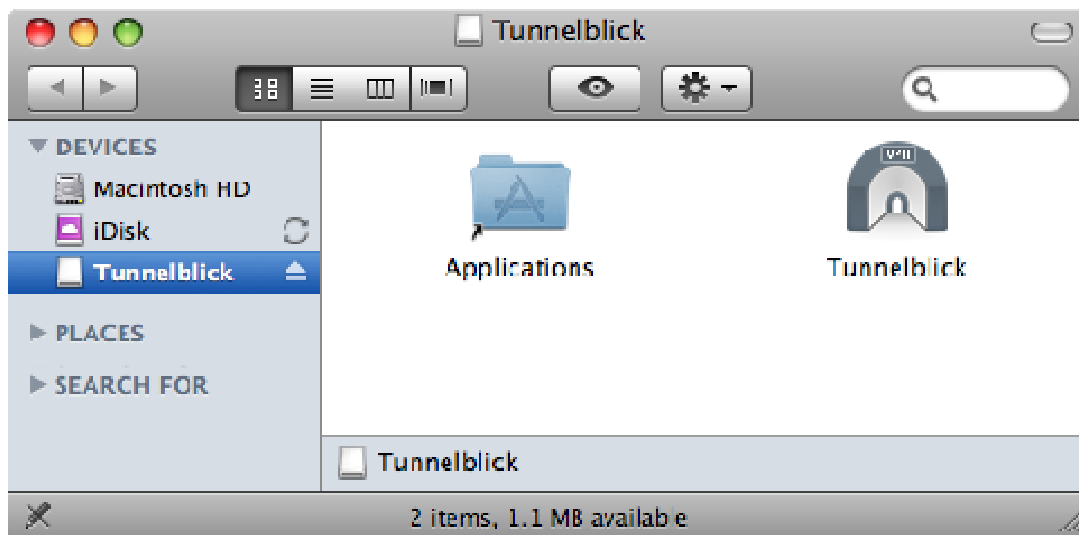 Tunnelblick
DEVICES
Macintosh HD
iDisk
Tunnelblick
PLACES
SEARCH FOR
Applications
Tunnelblick
Tunnelblick
2 items, 1.1 MB available